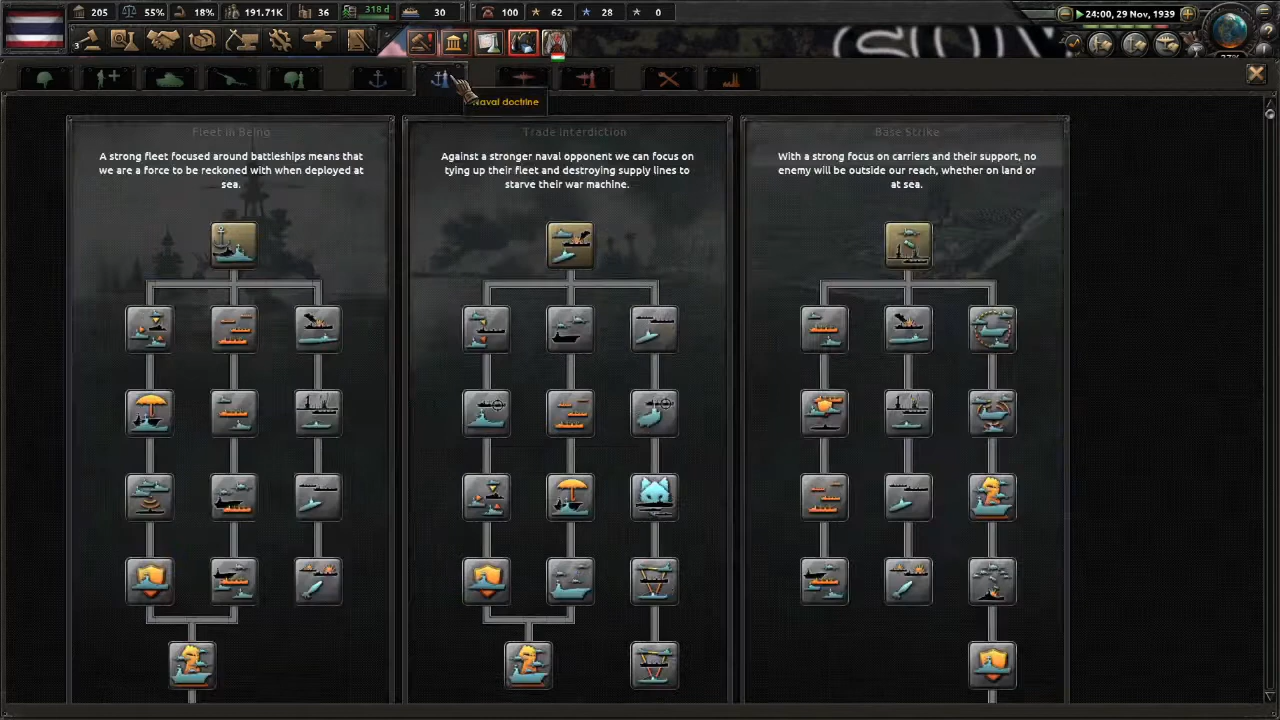 205 55% 18% 191.71K 36 318 d 30 100 62 28 0 24:00, 29 Nov, 1939
3
Naval doctrine
Fleet in Being
A strong fleet focused around battleships means that
we are a force to be reckoned with when deployed at
sea.
Trade Interdiction
Against a stronger naval opponent we can focus on
tying up their fleet and destroying supply lines to
starve their war machine.
Base Strike
With a strong focus on carriers and their support, no
enemy will be outside our reach, whether on land or
at sea.